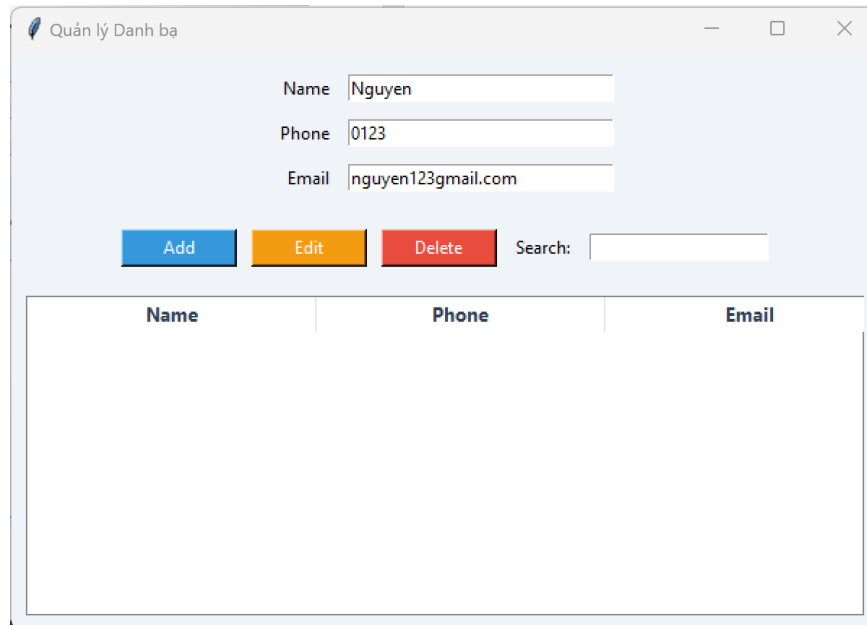 Quản lý Danh bạ
Name Nguyen
Phone 0123
Email nguyen123gmail.com
Add Edit Delete Search:
Name Phone Email